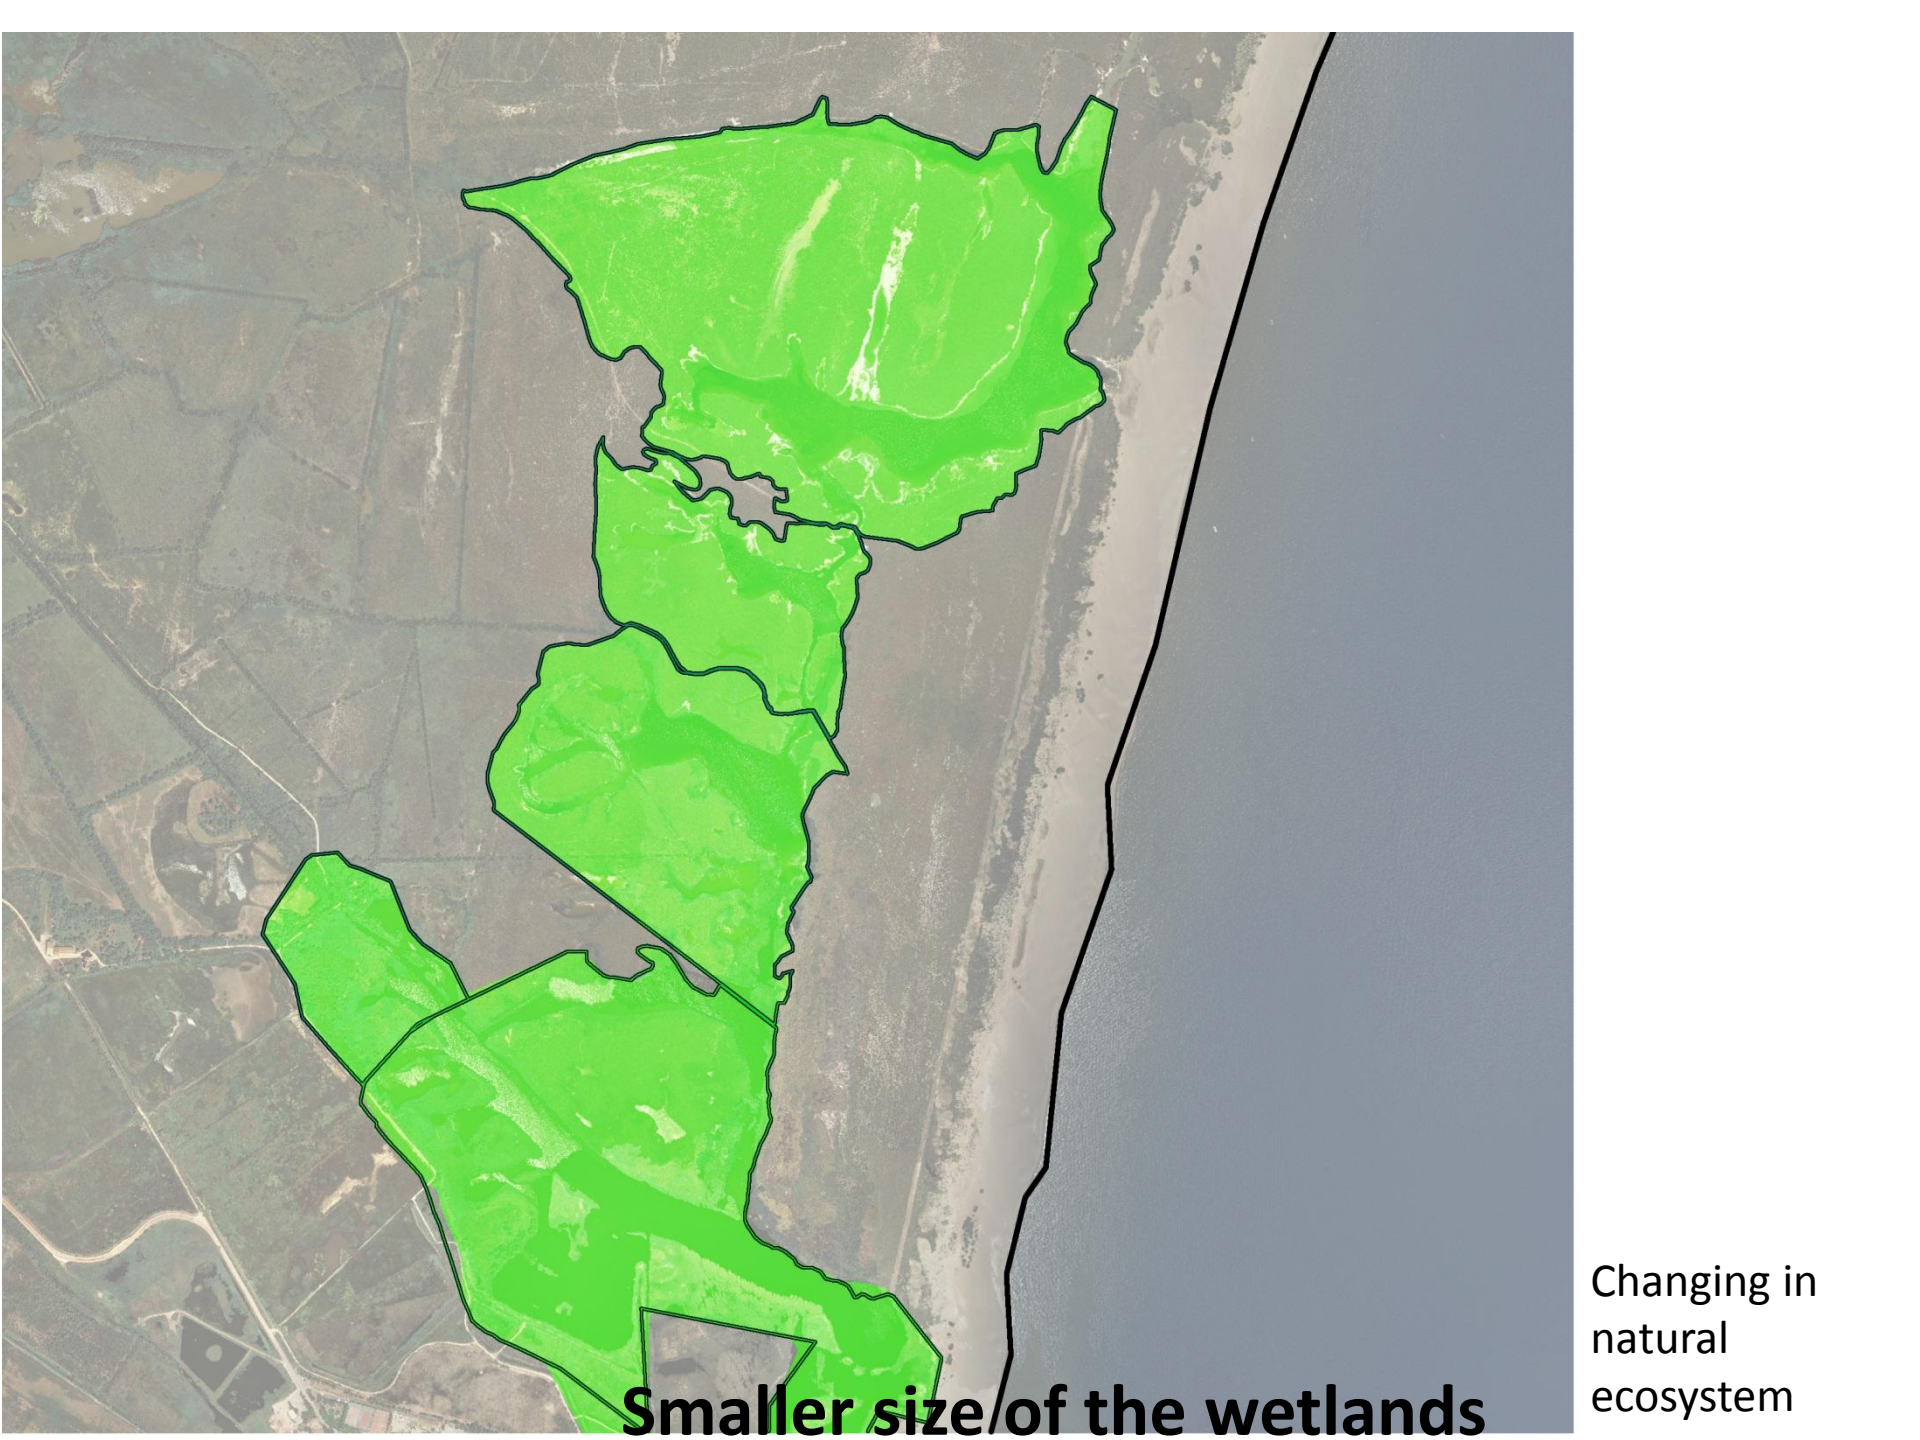 Changing in
natural
ecosystem
Smaller size of the wetlands